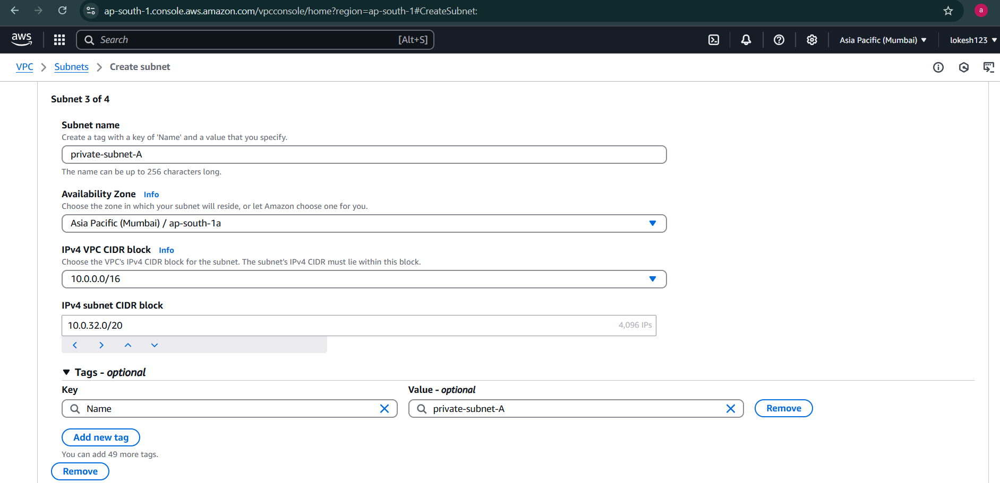 ap-south-1.console.aws.amazon.com/vpcconsole/home?region=ap-south-1#CreateSubnet:
a
aws
Search
[Alt+S]
Asia Pacific (Mumbai)
lokesh123
VPC
Subnets
Create subnet
Subnet 3 of 4
Subnet name
Create a tag with a key of 'Name' and a value that you specify.
private-subnet-A
The name can be up to 256 characters long.
Availability Zone Info
Choose the zone in which your subnet will reside, or let Amazon choose one for you.
Asia Pacific (Mumbai) / ap-south-1a
IPv4 VPC CIDR block Info
Choose the VPC's IPv4 CIDR block for the subnet. The subnet's IPv4 CIDR must lie within this block.
10.0.0.0/16
IPv4 subnet CIDR block
10.0.32.0/20
4,096 IPs
Tags - optional
Key
Value - optional
Name
private-subnet-A
Remove
Add new tag
You can add 49 more tags.
Remove